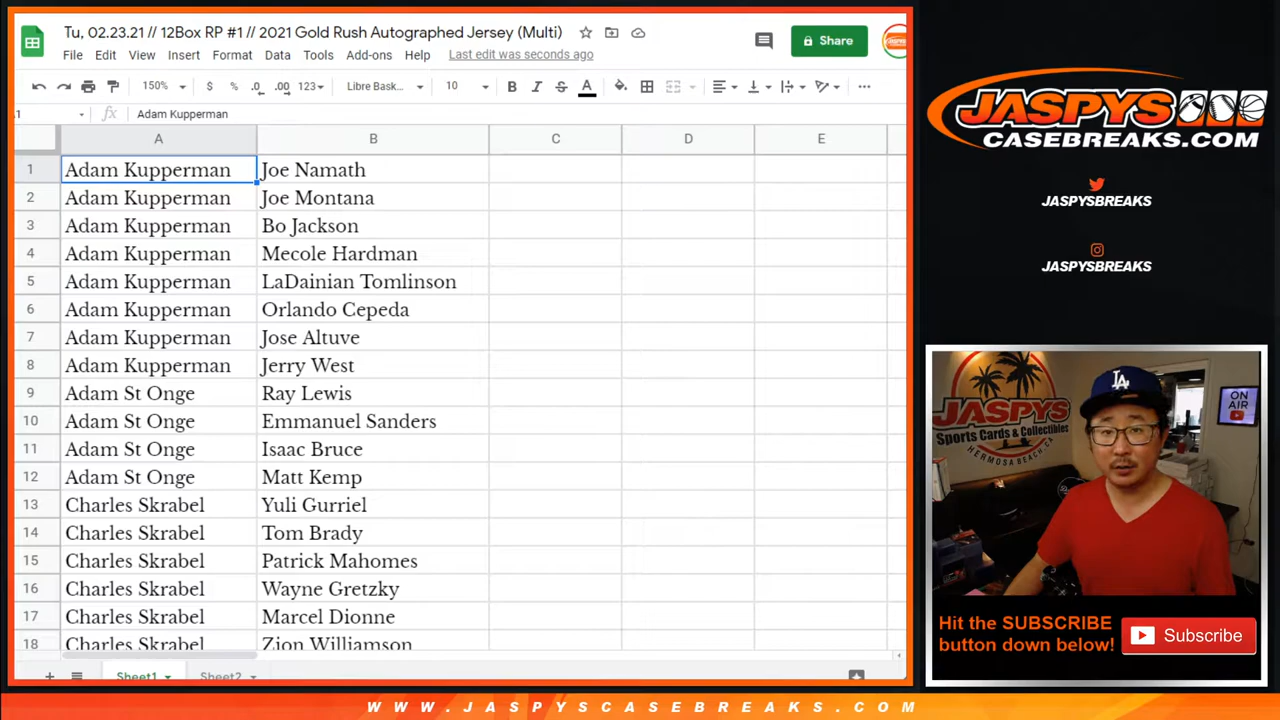 Tu, 02.23.21 // 12Box RP #1 // 2021 Gold Rush Autographed Jersey (Multi)
File Edit View Insert Format Data Tools Add-ons Help Last edit was seconds ago
Share
150% $ % .0 .00 123 Libre Bask... 10 B I S A
fx Adam Kupperman
A B C D E
1 Adam Kupperman Joe Namath
2 Adam Kupperman Joe Montana
3 Adam Kupperman Bo Jackson
4 Adam Kupperman Mecole Hardman
5 Adam Kupperman LaDainian Tomlinson
6 Adam Kupperman Orlando Cepeda
7 Adam Kupperman Jose Altuve
8 Adam Kupperman Jerry West
9 Adam St Onge Ray Lewis
10 Adam St Onge Emmanuel Sanders
11 Adam St Onge Isaac Bruce
12 Adam St Onge Matt Kemp
13 Charles Skrabel Yuli Gurriel
14 Charles Skrabel Tom Brady
15 Charles Skrabel Patrick Mahomes
16 Charles Skrabel Wayne Gretzky
17 Charles Skrabel Marcel Dionne
18 Charles Skrabel Zion Williamson
Sheet1 Sheet2
JASPYS
CASEBREAKS.COM
JASPYSBREAKS
JASPYSBREAKS
JASPYS
Sports Cards & Collectibles
HERMOSA BEACH, CA
LA
ON
AIR
Hit the SUBSCRIBE
button down below!
Subscribe
WWW.JASPYSCASEBREAKS.COM